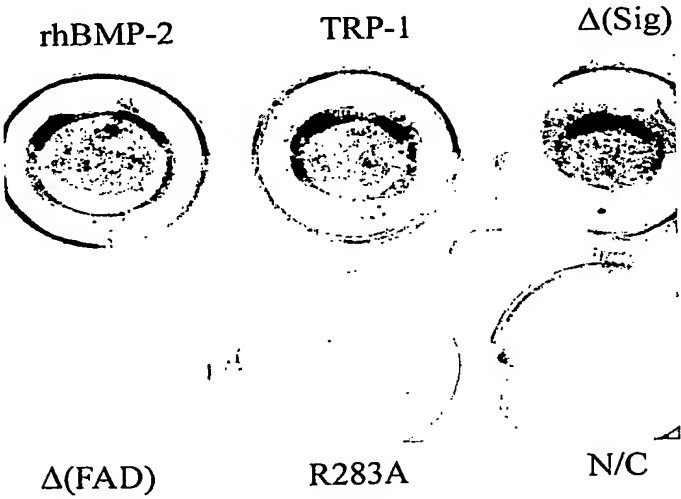 rhBMP-2 TRP-1 Δ(Sig)
Δ(FAD) R283A N/C